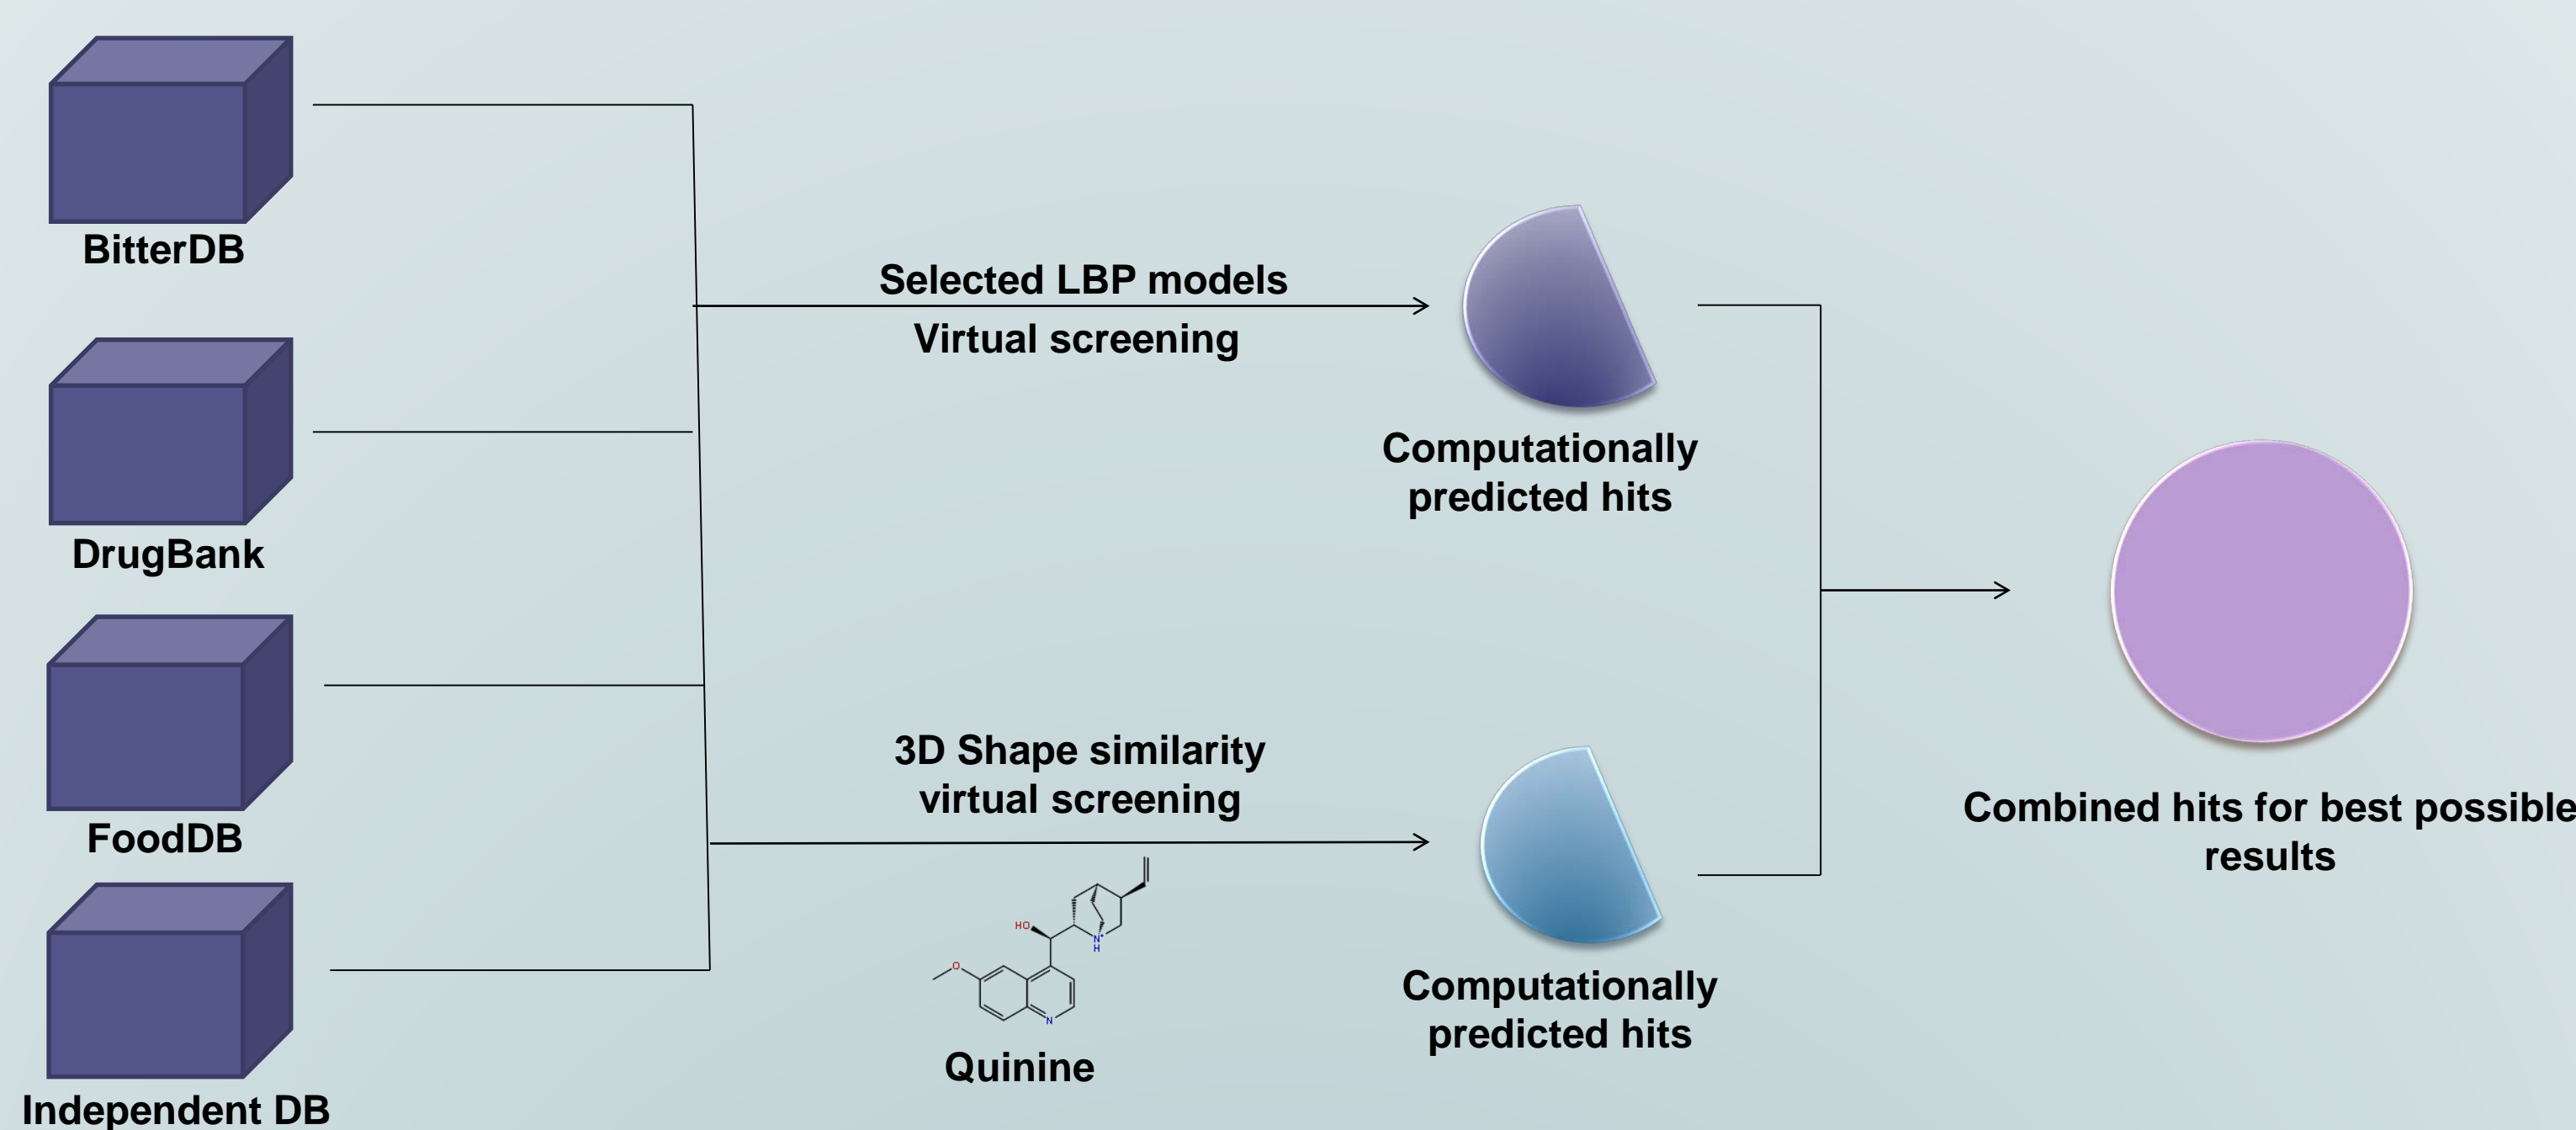 BitterDB
DrugBank
FoodDB
Independent DB
Selected LBP models
Virtual screening
3D Shape similarity
virtual screening
HO
N+
H
O
N
Quinine
Computationally
predicted hits
Computationally
predicted hits
Combined hits for best possible
results